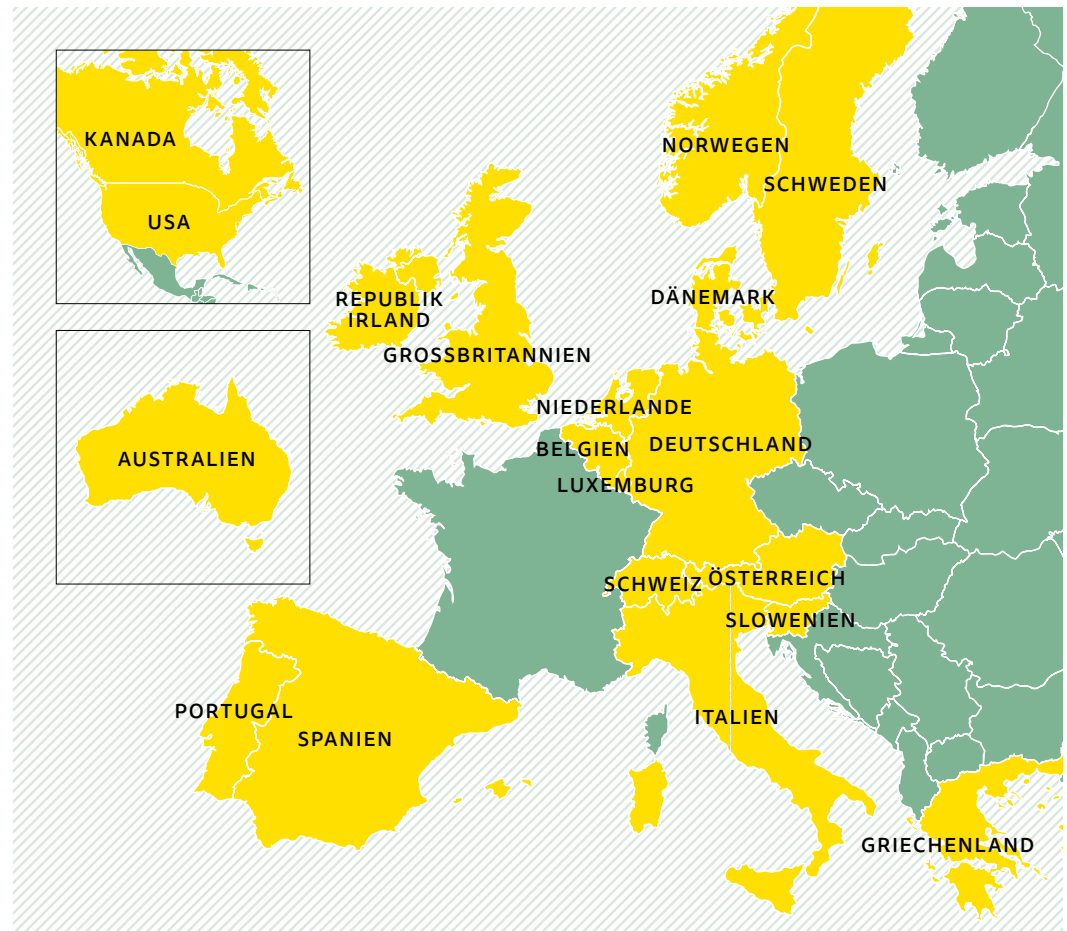 KANADA
USA
AUSTRALIEN
NORWEGEN
SCHWEDEN
DÄNEMARK
REPUBLIK
IRLAND
GROSSBRITANNIEN
NIEDERLANDE
BELGIEN
DEUTSCHLAND
LUXEMBURG
SCHWEIZ
ÖSTERREICH
SLOWENIEN
PORTUGAL
SPANIEN
ITALIEN
GRIECHENLAND